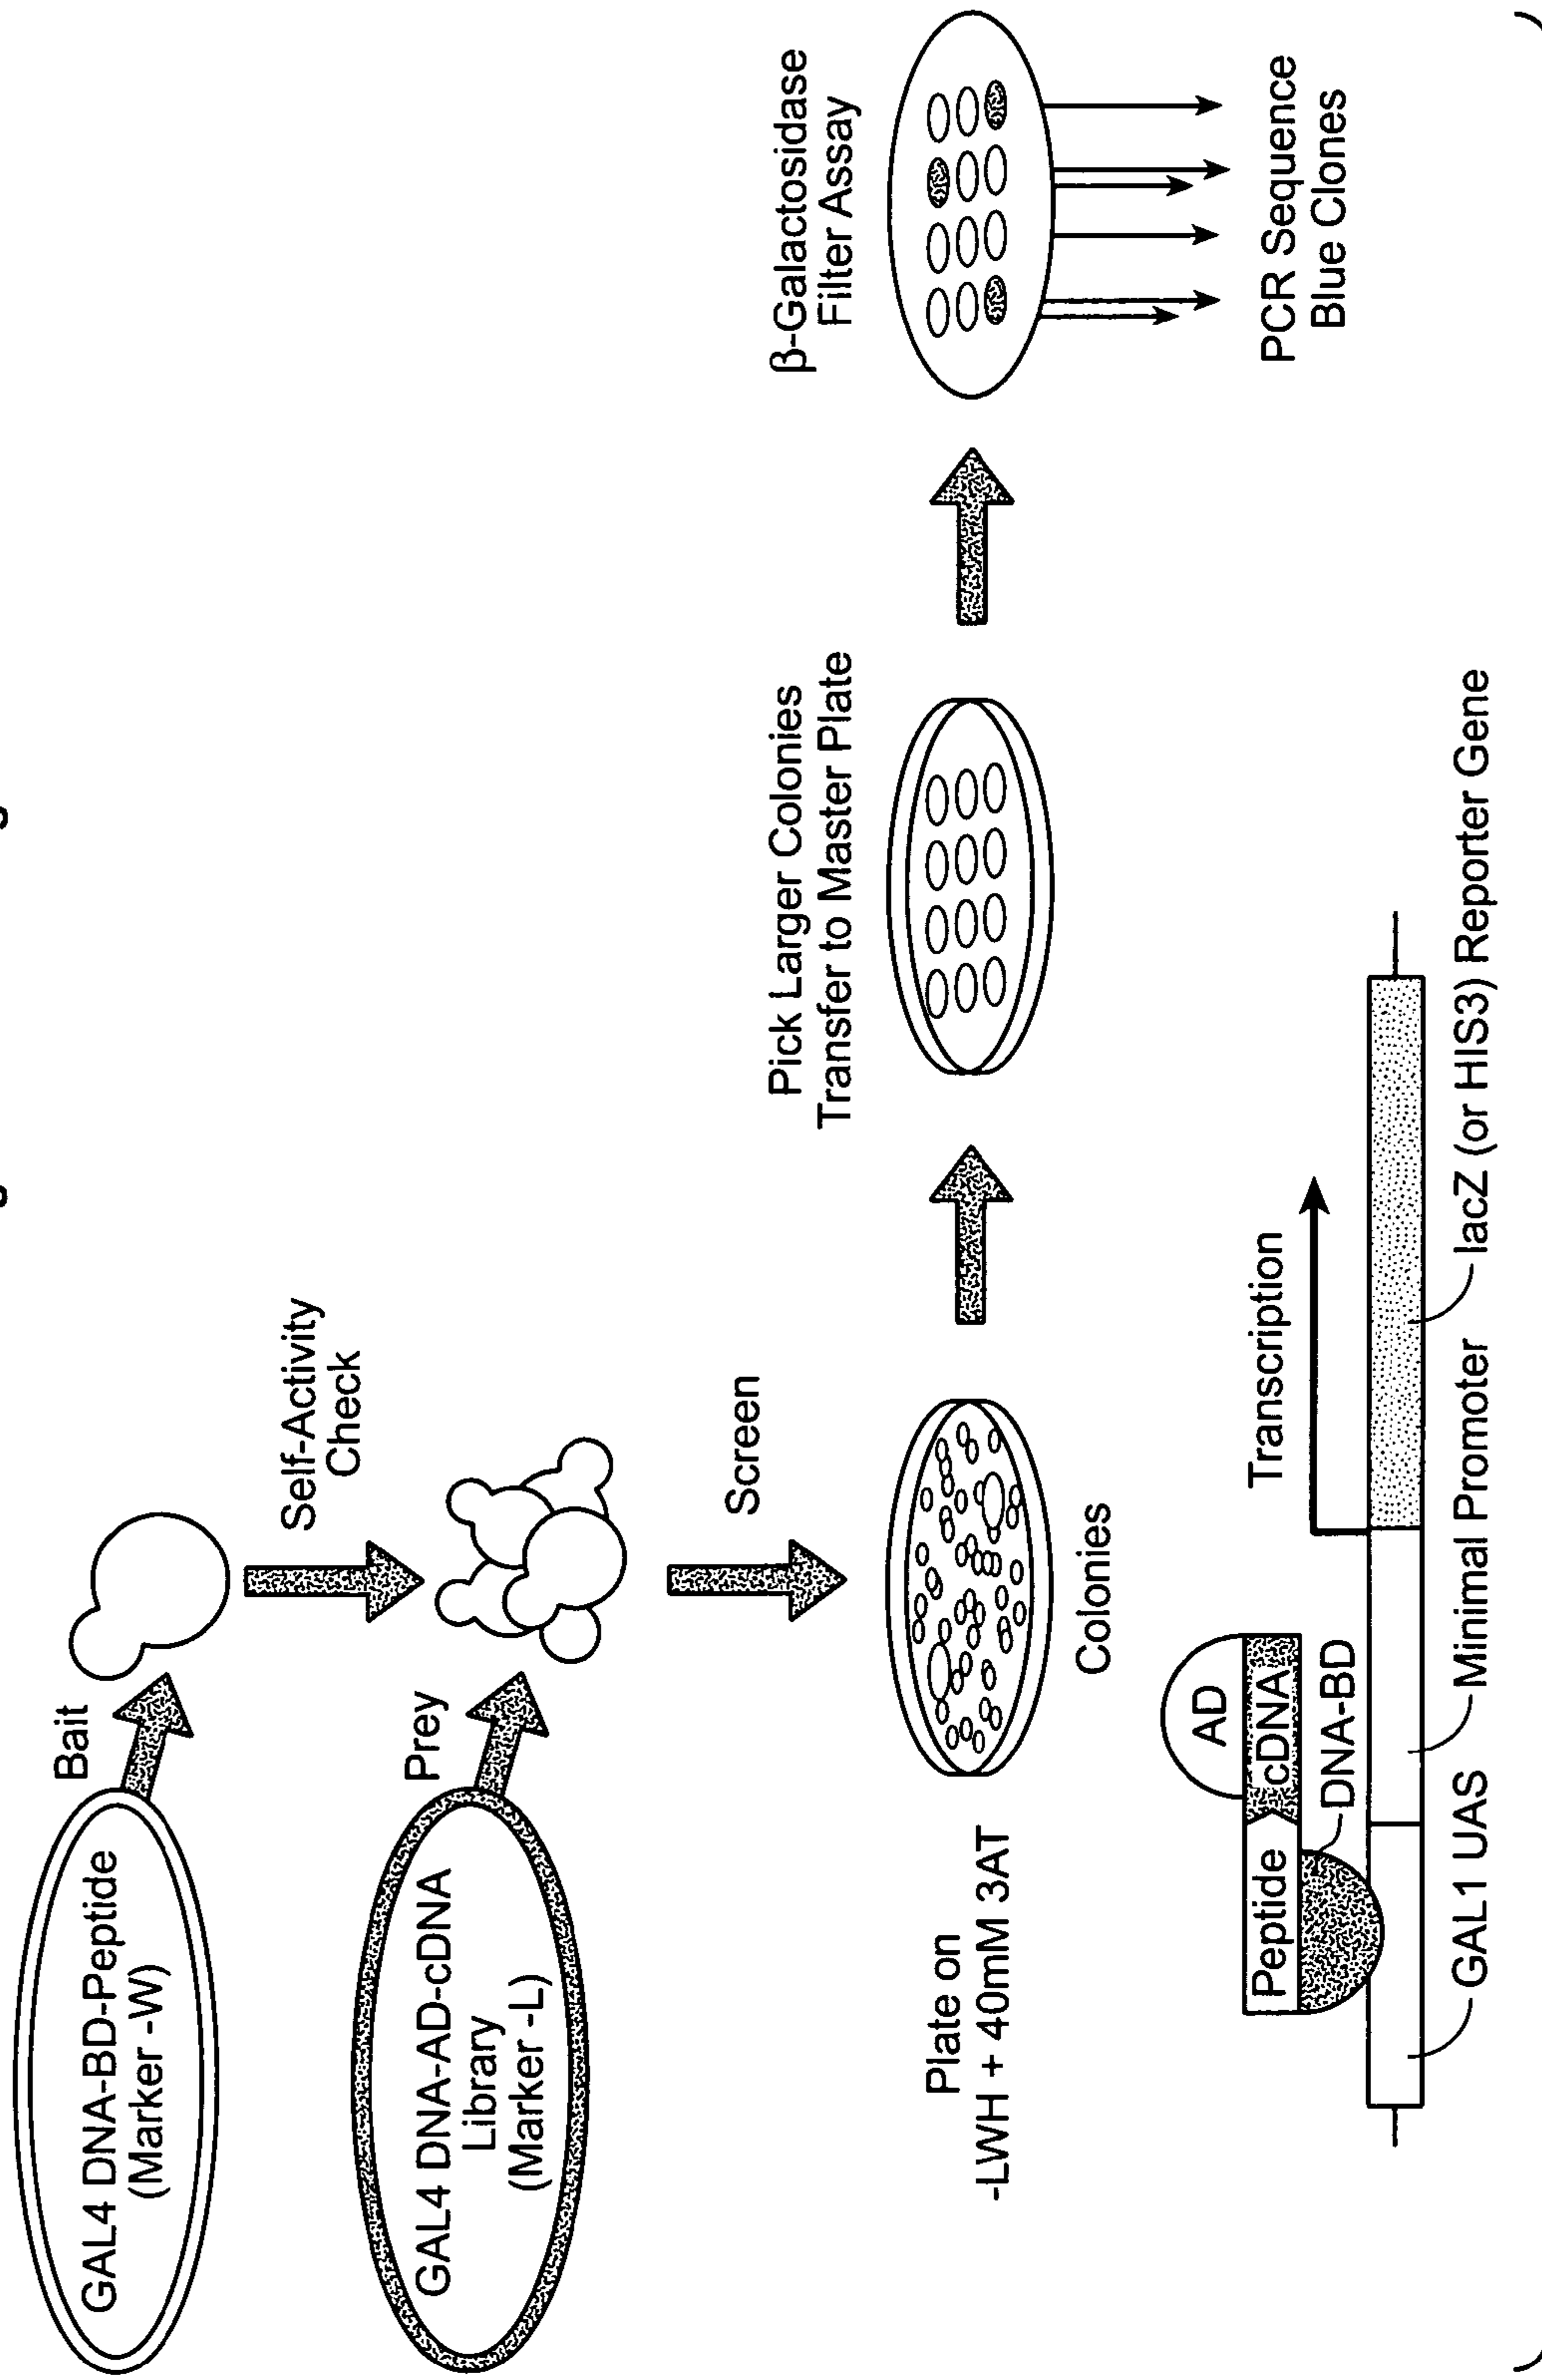 Bait
GAL4 DNA-BD-Peptide
(Marker -W)
Self-Activity
Check
Prey
GAL4 DNA-AD-cDNA
Library
(Marker -L)
Screen
Plate on
-LWH + 40mM 3AT
Colonies
Pick Larger Colonies
Transfer to Master Plate
β-Galactosidase
Filter Assay
PCR Sequence
Blue Clones
AD
Peptide
cDNA
DNA-BD
Transcription
GAL1 UAS
Minimal Promoter
lacZ (or HIS3) Reporter Gene